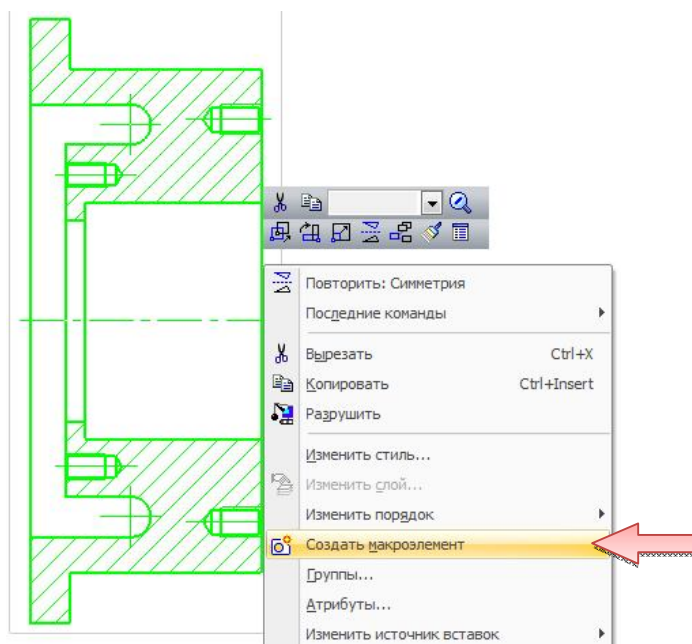 Повторить: Симметрия
Последние команды
Вырезать Ctrl+X
Копировать Ctrl+Insert
Разрушить
Изменить стиль...
Изменить слой...
Изменить порядок
Создать макроэлемент
Группы...
Атрибуты...
Изменить источник вставок